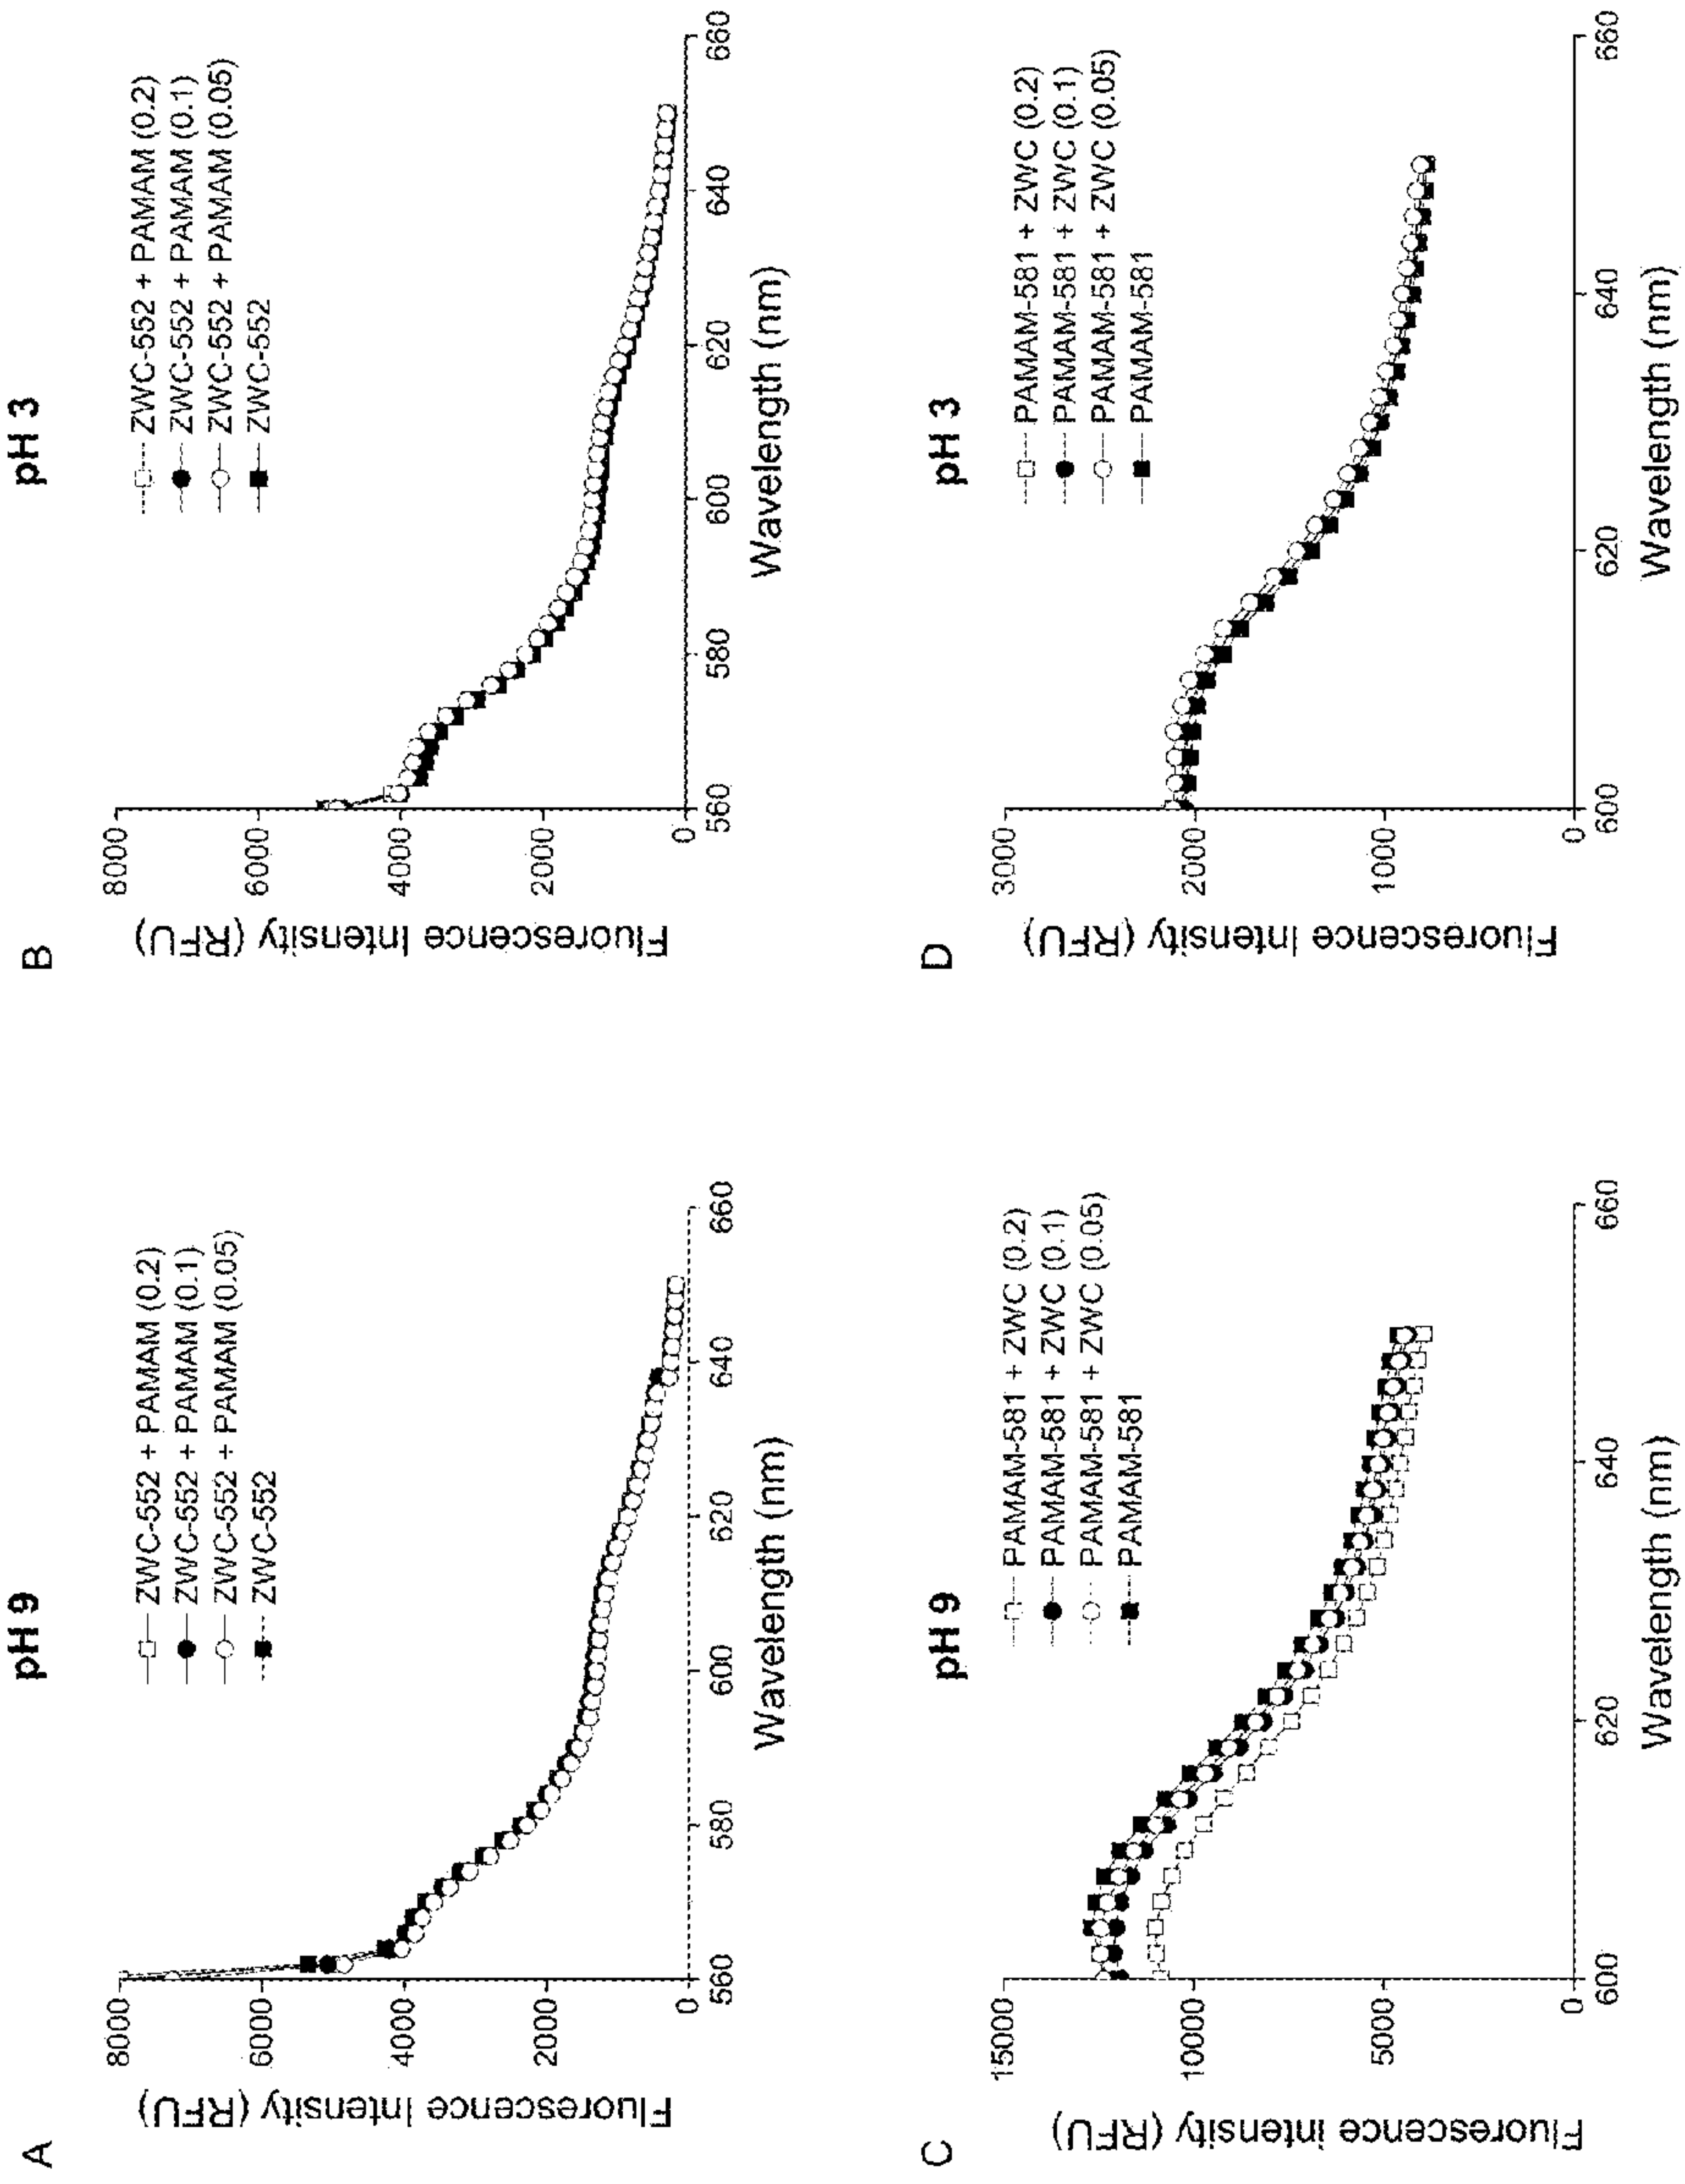 A
pH 9
ZWC-552 + PAMAM (0.2)
ZWC-552 + PAMAM (0.1)
ZWC-552 + PAMAM (0.05)
ZWC-552
Fluorescence Intensity (RFU)
8000
6000
4000
2000
0
560
580
600
620
640
660
Wavelength (nm)
B
pH 3
ZWC-552 + PAMAM (0.2)
ZWC-552 + PAMAM (0.1)
ZWC-552 + PAMAM (0.05)
ZWC-552
Fluorescence Intensity (RFU)
8000
6000
4000
2000
0
560
580
600
620
640
660
Wavelength (nm)
C
pH 9
PAMAM-581 + ZWC (0.2)
PAMAM-581 + ZWC (0.1)
PAMAM-581 + ZWC (0.05)
PAMAM-581
Fluorescence intensity (RFU)
15000
10000
5000
0
600
620
640
660
Wavelength (nm)
D
pH 3
PAMAM-581 + ZWC (0.2)
PAMAM-581 + ZWC (0.1)
PAMAM-581 + ZWC (0.05)
PAMAM-581
Fluorescence Intensity (RFU)
3000
2000
1000
0
600
620
640
660
Wavelength (nm)